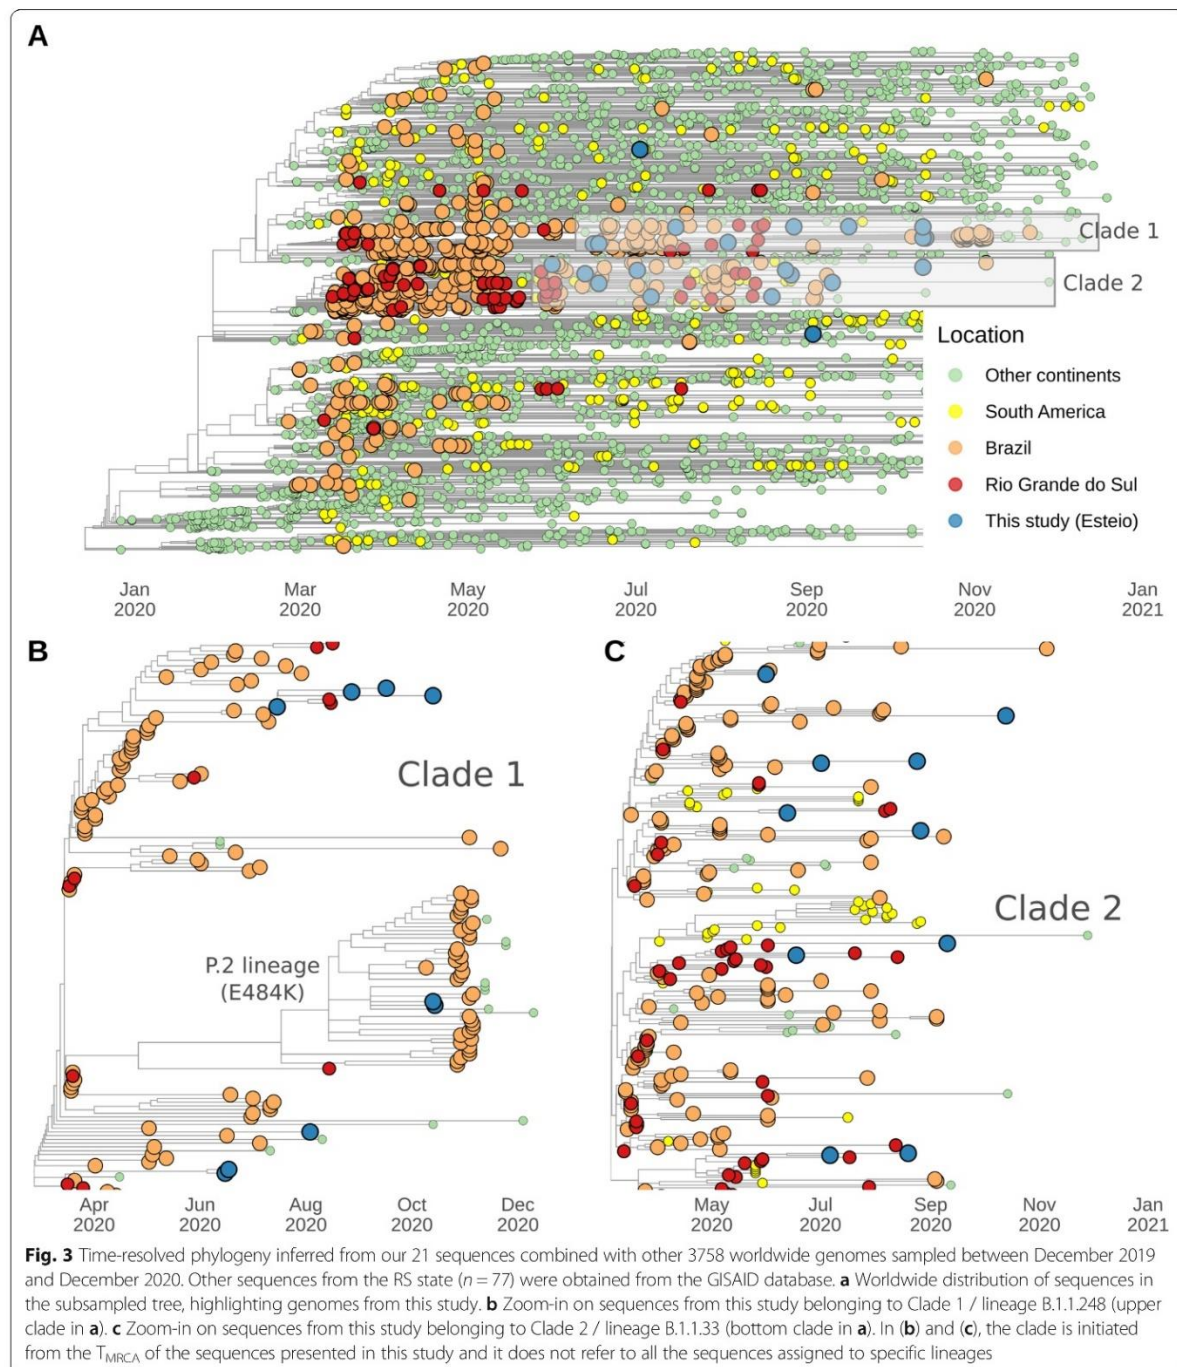 A
Clade 1
Clade 2
Location
Other continents
South America
Brazil
Rio Grande do Sul
This study (Esteio)
Jan Mar May Jul Sep Nov Jan
2020 2020 2020 2020 2020 2020 2021
B
C
Clade 1
Clade 2
P.2 lineage
(E484K)
Apr Jun Aug Oct Dec
2020 2020 2020 2020 2020
May Jul Sep Nov Jan
2020 2020 2020 2020 2021
Fig. 3 Time-resolved phylogeny inferred from our 21 sequences combined with other 3758 worldwide genomes sampled between December 2019
and December 2020. Other sequences from the RS state (n = 77) were obtained from the GISAID database. a Worldwide distribution of sequences in
the subsampled tree, highlighting genomes from this study. b Zoom-in on sequences from this study belonging to Clade 1 / lineage B.1.1.248 (upper
clade in a). c Zoom-in on sequences from this study belonging to Clade 2 / lineage B.1.1.33 (bottom clade in a). In (b) and (c), the clade is initiated
from the TMRCA of the sequences presented in this study and it does not refer to all the sequences assigned to specific lineages